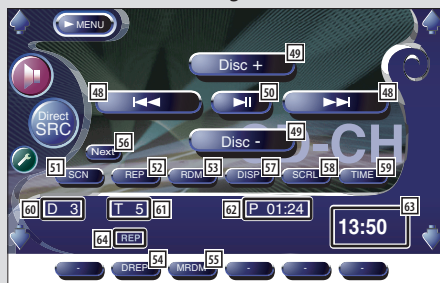 ▶ MENU
Disc + 49
48 |◀◀ 50 ▶|| ▶▶| 48
Direct
SRC
Disc - 49
CD-CH
56 Next
51 SCN 52 REP 53 RDM 57 DISP 58 SCRL 59 TIME
60 D 3 T 5 61 62 P 01:24 63
13:50
64 REP
- DREP 54 MRDM 55 - - -